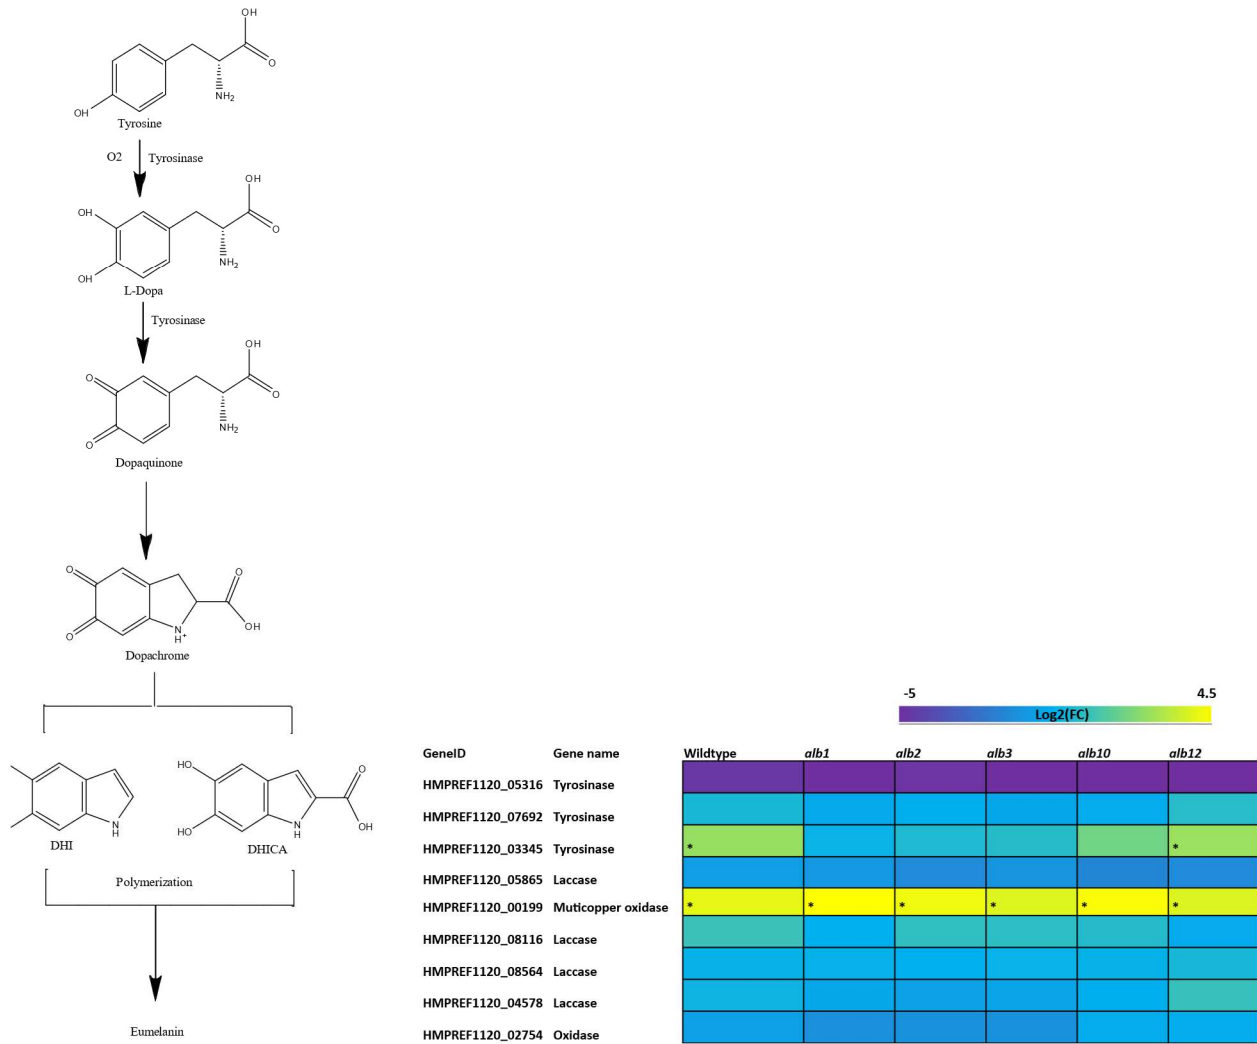 OH
O
NH2
OH
Tyrosine
O2 Tyrosinase
OH
OH
O
OH
NH2
L-Dopa
Tyrosinase
OH
O
O
O
NH2
Dopaquinone
O
O
O
OH
N
H+
Dopachrome
HO
O
HO
OH
N
H
N
H
DHI
DHICA
Polymerization
Eumelanin
-5 4.5
Log2(FC)
GeneID Gene name Wildtype alb1 alb2 alb3 alb10 alb12
HMPREF1120_05316 Tyrosinase
HMPREF1120_07692 Tyrosinase
HMPREF1120_03345 Tyrosinase * *
HMPREF1120_05865 Laccase
HMPREF1120_00199 Muticopper oxidase * * * * * *
HMPREF1120_08116 Laccase
HMPREF1120_08564 Laccase
HMPREF1120_04578 Laccase
HMPREF1120_02754 Oxidase